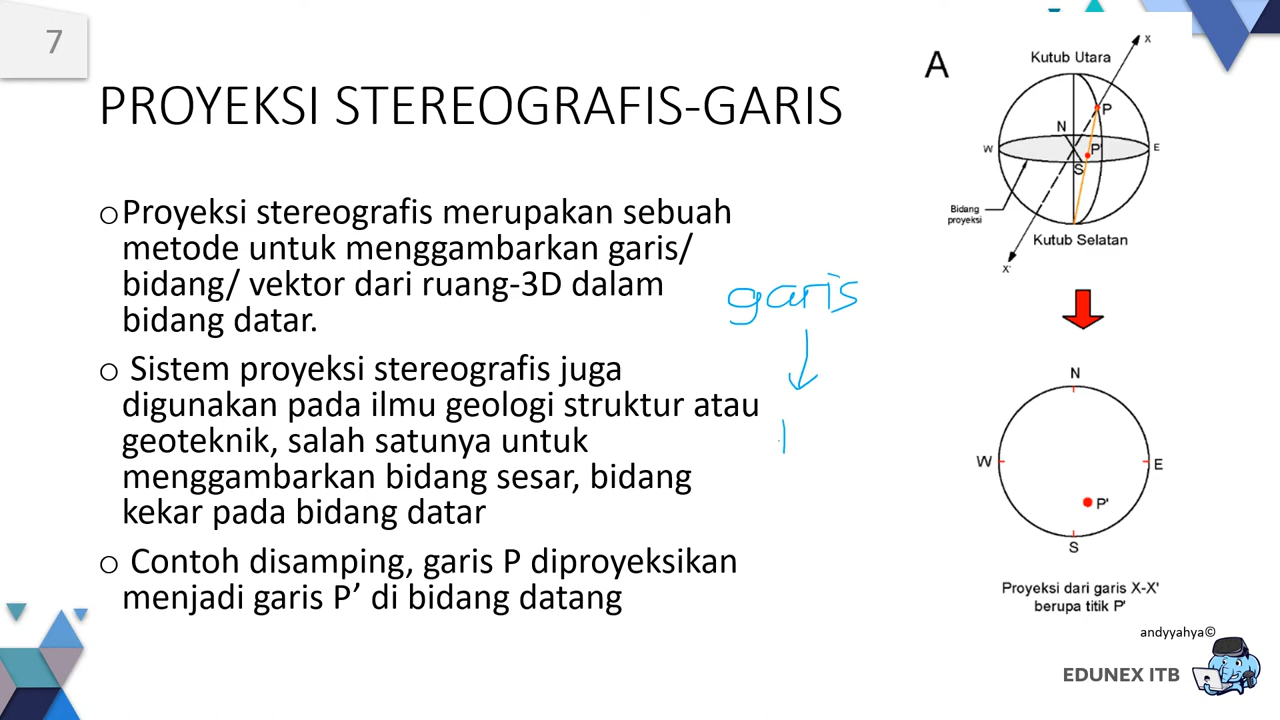 7
PROYEKSI STEREOGRAFIS-GARIS
oProyeksi stereografis merupakan sebuah
metode untuk menggambarkan garis/
bidang/ vektor dari ruang-3D dalam
bidang datar.
o Sistem proyeksi stereografis juga
digunakan pada ilmu geologi struktur atau
geoteknik, salah satunya untuk
menggambarkan bidang sesar, bidang
kekar pada bidang datar
o Contoh disamping, garis P diproyeksikan
menjadi garis P’ di bidang datang
garis
A
X
Kutub Utara
P
N
W
P'
E
S
Bidang
proyeksi
Kutub Selatan
X'
N
W
E
P'
S
Proyeksi dari garis X-X'
berupa titik P'
andyyahya©
EDUNEX ITB